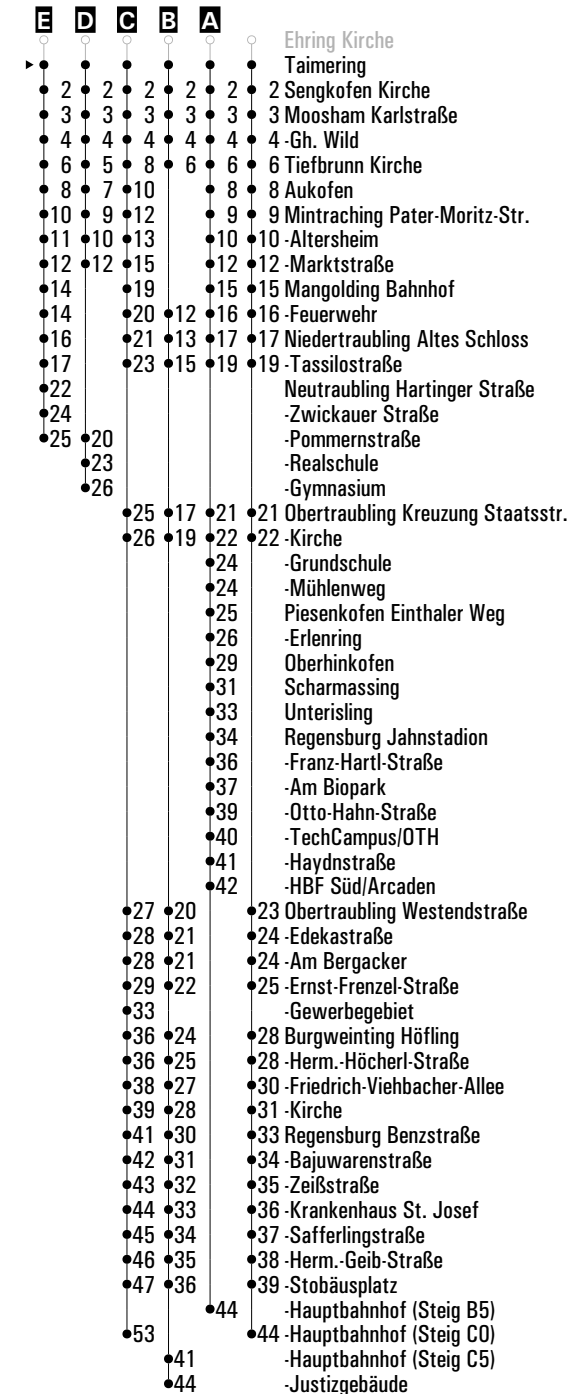 E D C B A
Ehring Kirche
Taimering
2 2 2 2 2 2 Sengkofen Kirche
3 3 3 3 3 3 Moosham Karlstraße
4 4 4 4 4 4 -Gh. Wild
6 5 8 6 6 6 Tiefbrunn Kirche
8 7 10 8 8 Aukofen
10 9 12 9 9 Mintraching Pater-Moritz-Str.
11 10 13 10 10 -Altersheim
12 12 15 12 12 -Marktstraße
14 19 15 15 Mangolding Bahnhof
14 20 12 16 16 -Feuerwehr
16 21 13 17 17 Niedertraubling Altes Schloss
17 23 15 19 19 -Tassilostraße
22 Neutraubling Hartinger Straße
24 -Zwickauer Straße
25 20 -Pommernstraße
23 -Realschule
26 -Gymnasium
25 17 21 21 Obertraubling Kreuzung Staatsstr.
26 19 22 22 -Kirche
24 -Grundschule
24 -Mühlenweg
25 Piesenkofen Einthaler Weg
26 -Erlenring
29 Oberhinkofen
31 Scharmassing
33 Unterisling
34 Regensburg Jahnstadion
36 -Franz-Hartl-Straße
37 -Am Biopark
39 -Otto-Hahn-Straße
40 -TechCampus/OTH
41 -Haydnstraße
42 -HBF Süd/Arcaden
27 20 23 Obertraubling Westendstraße
28 21 24 -Edekastraße
28 21 24 -Am Bergacker
29 22 25 -Ernst-Frenzel-Straße
33 -Gewerbegebiet
36 24 28 Burgweinting Höfling
36 25 28 -Herm.-Höcherl-Straße
38 27 30 -Friedrich-Viehbacher-Allee
39 28 31 -Kirche
41 30 33 Regensburg Benzstraße
42 31 34 -Bajuwarenstraße
43 32 35 -Zeißstraße
44 33 36 -Krankenhaus St. Josef
45 34 37 -Safferlingstraße
46 35 38 -Herm.-Geib-Straße
47 36 39 -Stobäusplatz
44 -Hauptbahnhof (Steig B5)
53 44 -Hauptbahnhof (Steig C0)
41 -Hauptbahnhof (Steig C5)
44 -Justizgebäude